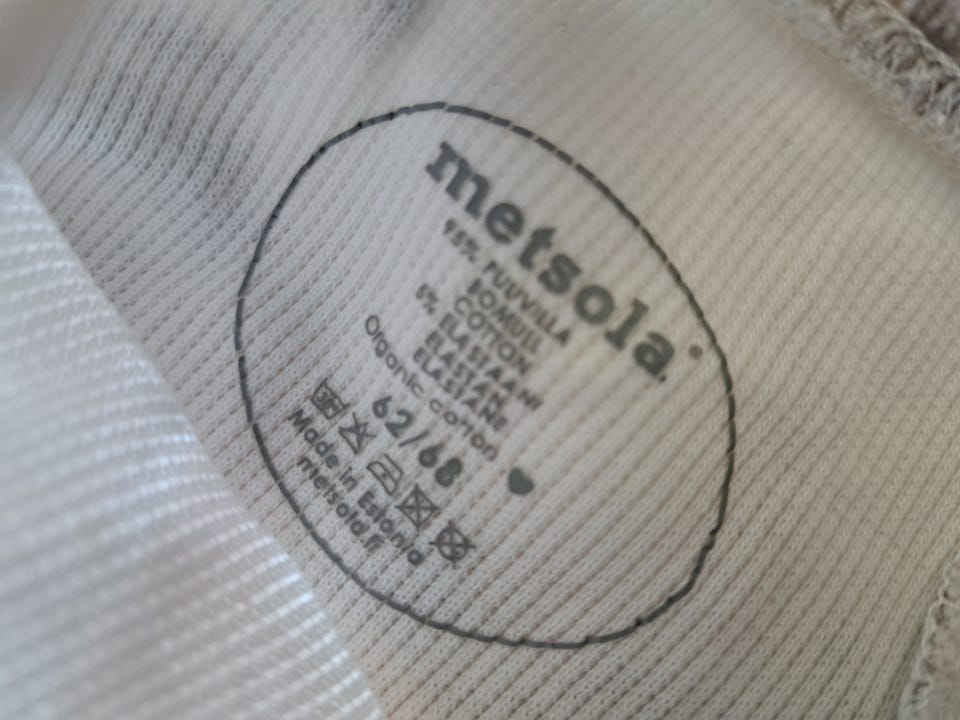 metsola®
95% PUUVILLA
BOMULL
COTTON
5% ELASTAANI
ELASTAN
ELASTANE
Organic cotton
62/68
Made in Estonia
metsola.fi